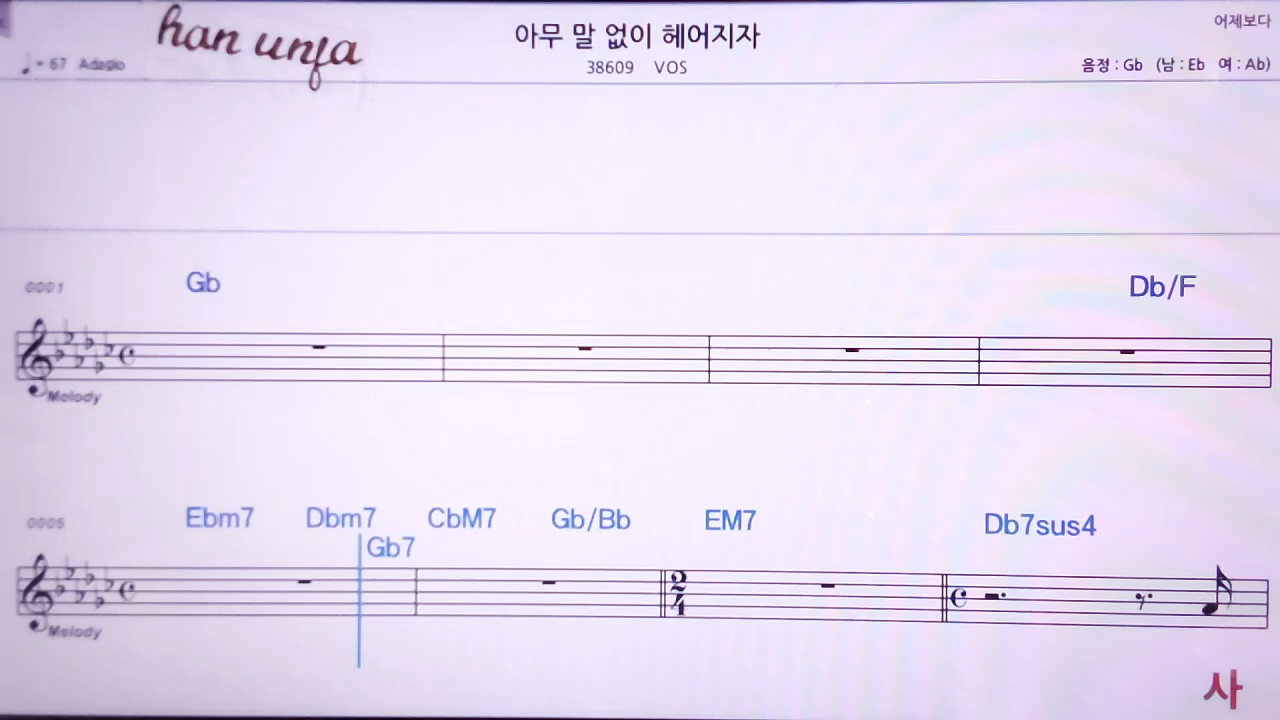 han unfa
아무 말 없이 헤어지자
어제보다
♩ = 67 Adagio
38609 VOS
음정 : Gb (남 : Eb 여 : Ab)
0001
Gb
Db/F
Melody
0005
Ebm7 Dbm7 CbM7 Gb/Bb EM7 Db7sus4
Gb7
2
4
Melody
사